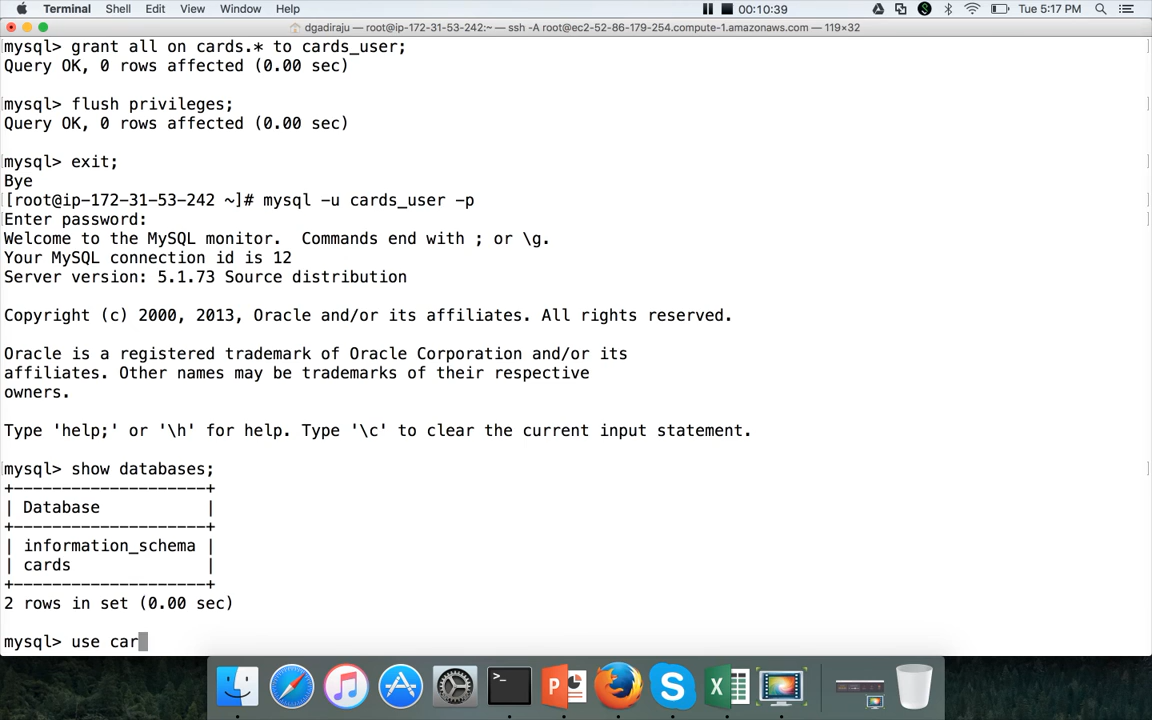 Terminal Shell Edit View Window Help 00:10:39 Tue 5:17 PM
dgadiraju — root@ip-172-31-53-242:~ — ssh -A root@ec2-52-86-179-254.compute-1.amazonaws.com — 119×32
mysql> grant all on cards.* to cards_user;
Query OK, 0 rows affected (0.00 sec)
mysql> flush privileges;
Query OK, 0 rows affected (0.00 sec)
mysql> exit;
Bye
[root@ip-172-31-53-242 ~]# mysql -u cards_user -p
Enter password:
Welcome to the MySQL monitor.  Commands end with ; or \g.
Your MySQL connection id is 12
Server version: 5.1.73 Source distribution
Copyright (c) 2000, 2013, Oracle and/or its affiliates. All rights reserved.
Oracle is a registered trademark of Oracle Corporation and/or its
affiliates. Other names may be trademarks of their respective
owners.
Type 'help;' or '\h' for help. Type '\c' to clear the current input statement.
mysql> show databases;
+--------------------+
| Database           |
+--------------------+
| information_schema |
| cards              |
+--------------------+
2 rows in set (0.00 sec)
mysql> use car